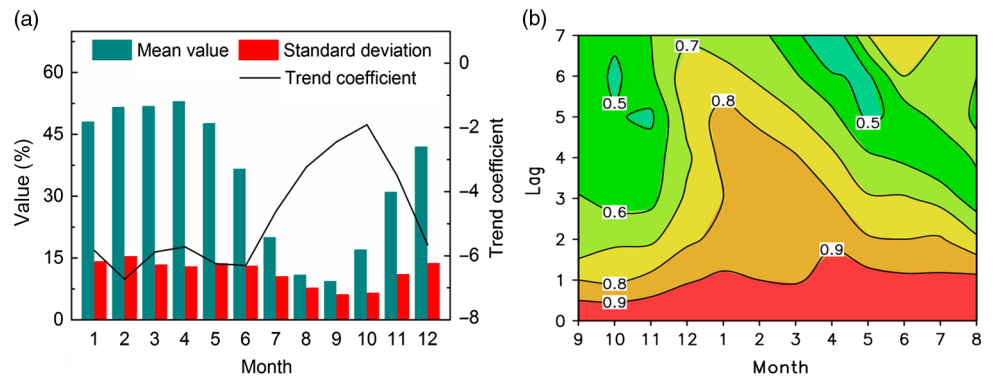 (a)
Mean value
Standard deviation
Trend coefficient
Value (%)
60
45
30
15
0
0
−2
−4
−6
−8
Trend coefficient
1 2 3 4 5 6 7 8 9 10 11 12
Month
(b)
Lag
7
6
5
4
3
2
1
0
0.7
0.5
0.8
0.5
0.6
0.9
0.8
0.9
9 10 11 12 1 2 3 4 5 6 7 8
Month